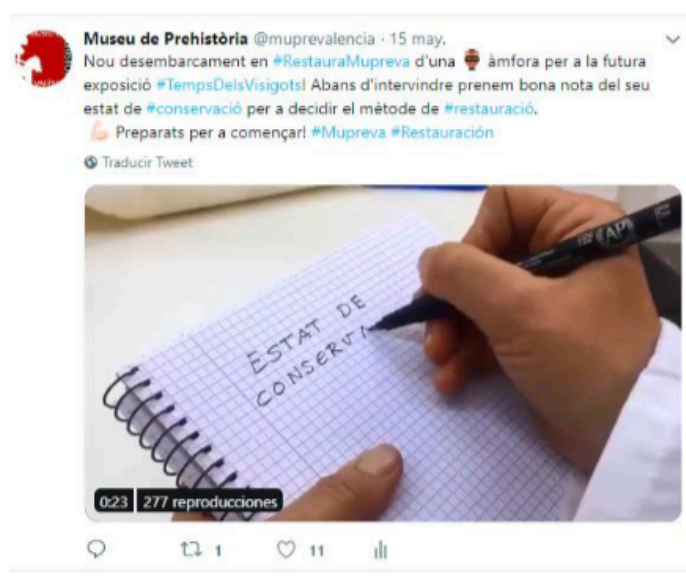 Museu de Prehistòria @muprevalencia · 15 may.
Nou desembarcament en #RestauraMupreva d'una 🏺 àmfora per a la futura
exposició #TempsDelsVisigots! Abans d'intervindre prenem bona nota del seu
estat de #conservació per a decidir el mètode de #restauració.
💪🏻 Preparats per a començar! #Mupreva #Restauración
Traducir Tweet
ESTAT DE
CONSERVA
(AP)
0:23 277 reproducciones
1 11